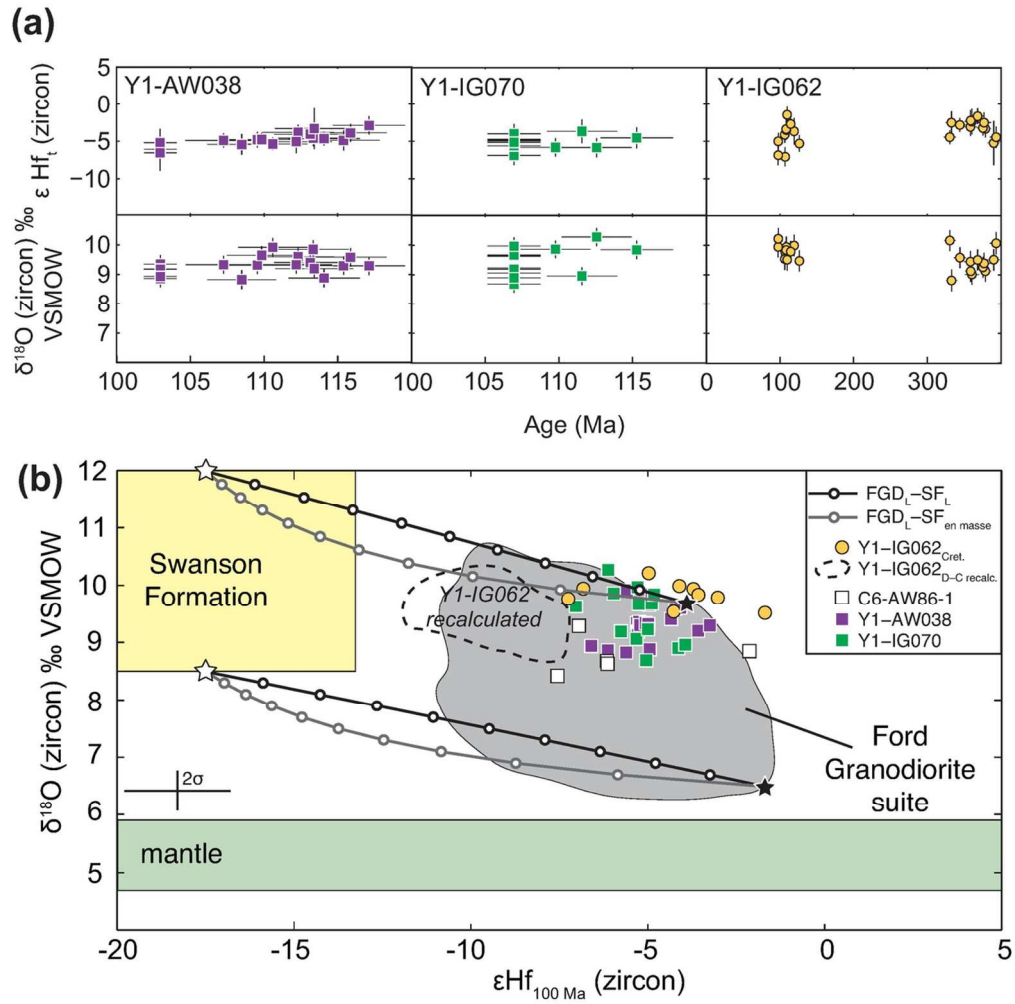 (a)
Y1-AW038
Y1-IG070
Y1-IG062
5
0
−5
−10
ε Hft (zircon)
10
9
8
7
δ18O (zircon) ‰
VSMOW
100 105 110 115 100 105 110 115 0 100 200 300
Age (Ma)
(b)
12
11
10
9
8
7
6
5
δ18O (zircon) ‰ VSMOW
Swanson
Formation
Y1-IG062
recalculated
FGDL–SFL
FGDL–SFen masse
Y1–IG062Cret.
Y1–IG062D–C recalc.
C6-AW86-1
Y1-AW038
Y1-IG070
Ford
Granodiorite
suite
2σ
mantle
-20 -15 -10 -5 0 5
εHf100 Ma (zircon)